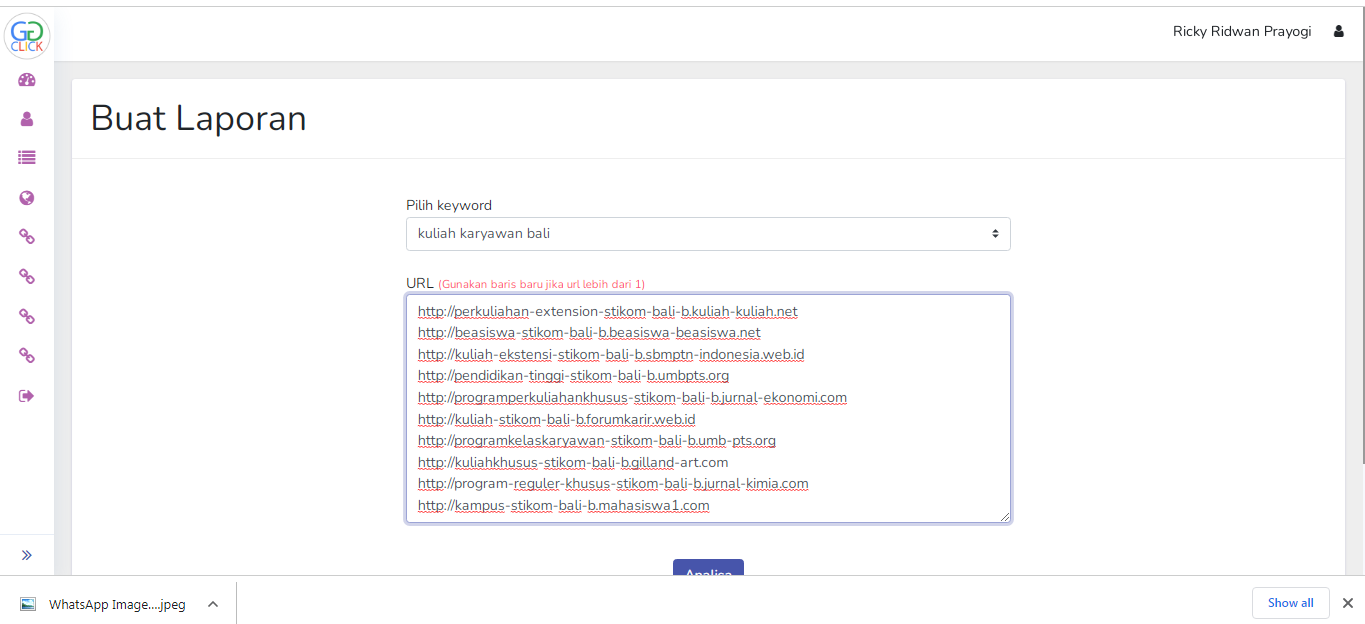 GG
CLICK
Ricky Ridwan Prayogi
Buat Laporan
Pilih keyword
kuliah karyawan bali
URL (Gunakan baris baru jika url lebih dari 1)
http://perkuliahan-extension-stikom-bali-b.kuliah-kuliah.net
http://beasiswa-stikom-bali-b.beasiswa-beasiswa.net
http://kuliah-ekstensi-stikom-bali-b.sbmptn-indonesia.web.id
http://pendidikan-tinggi-stikom-bali-b.umbpts.org
http://programperkuliahankhusus-stikom-bali-b.jurnal-ekonomi.com
http://kuliah-stikom-bali-b.forumkarir.web.id
http://programkelaskaryawan-stikom-bali-b.umb-pts.org
http://kuliahkhusus-stikom-bali-b.gilland-art.com
http://program-reguler-khusus-stikom-bali-b.jurnal-kimia.com
http://kampus-stikom-bali-b.mahasiswa1.com
Analisa
WhatsApp Image....jpeg
Show all